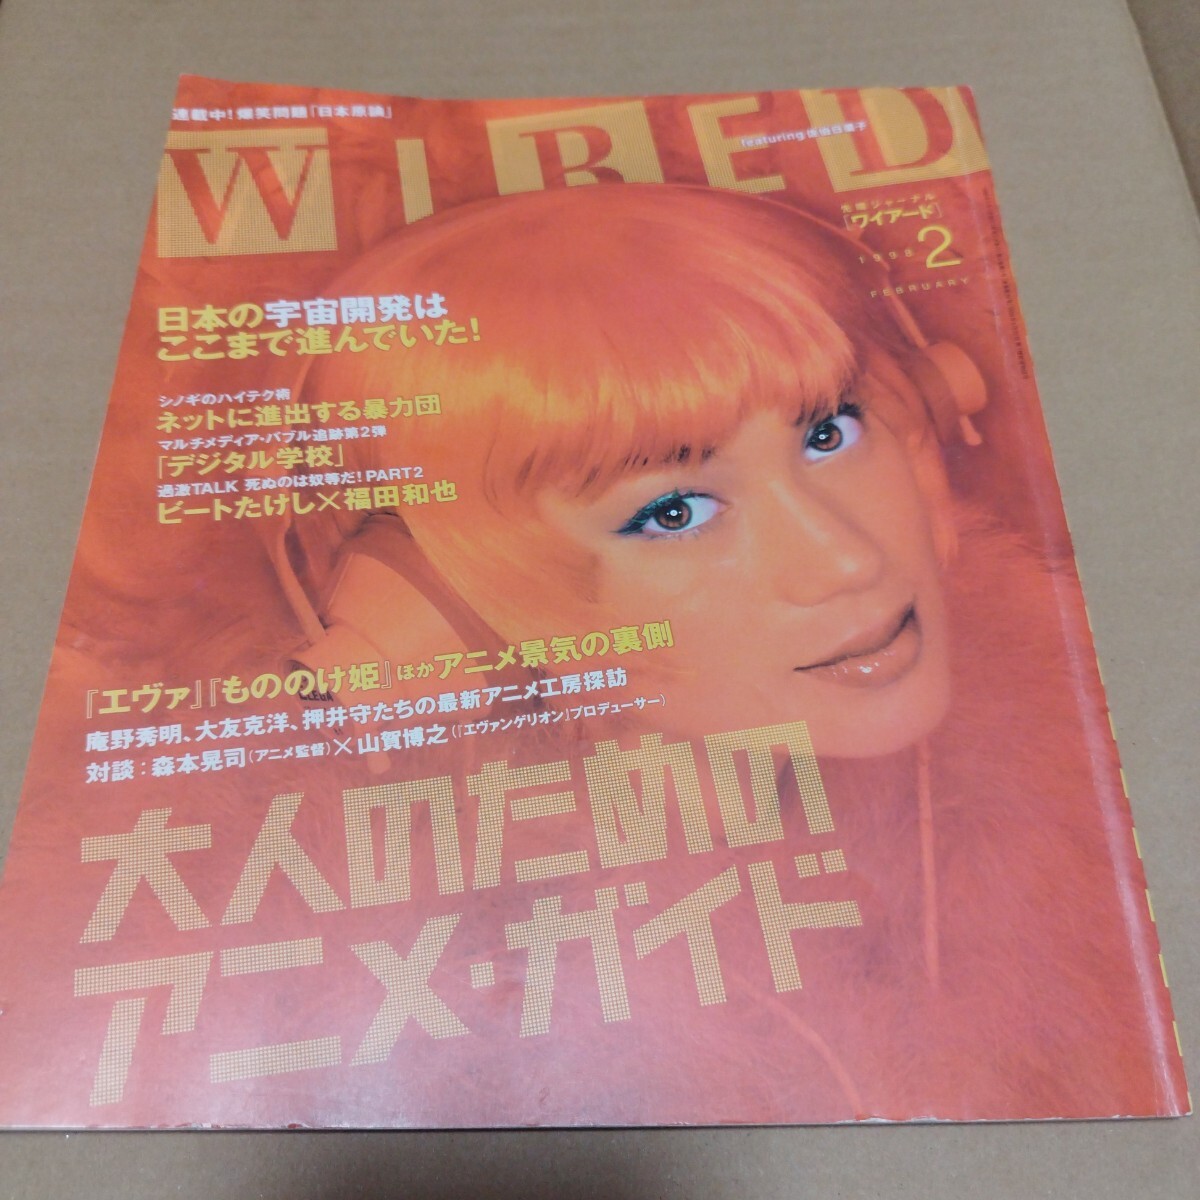 連載中!爆笑問題「日本原論」
WIRED
先端ジャーナル
[ワイアード]
1998 2
FEBRUARY
日本の宇宙開発は
ここまで進んでいた!
シノギのハイテク術
ネットに進出する暴力団
マルチメディア・バブル追跡第2弾
「デジタル学校」
過激TALK 死ぬのは奴等だ!PART2
ビートたけし×福田和也
『エヴァ』『もののけ姫』ほかアニメ景気の裏側
庵野秀明、大友克洋、押井守たちの最新アニメ工房探訪
対談:森本晃司(アニメ監督)×山賀博之(『エヴァンゲリオン』プロデューサー)
大人のための
アニメ・ガイド